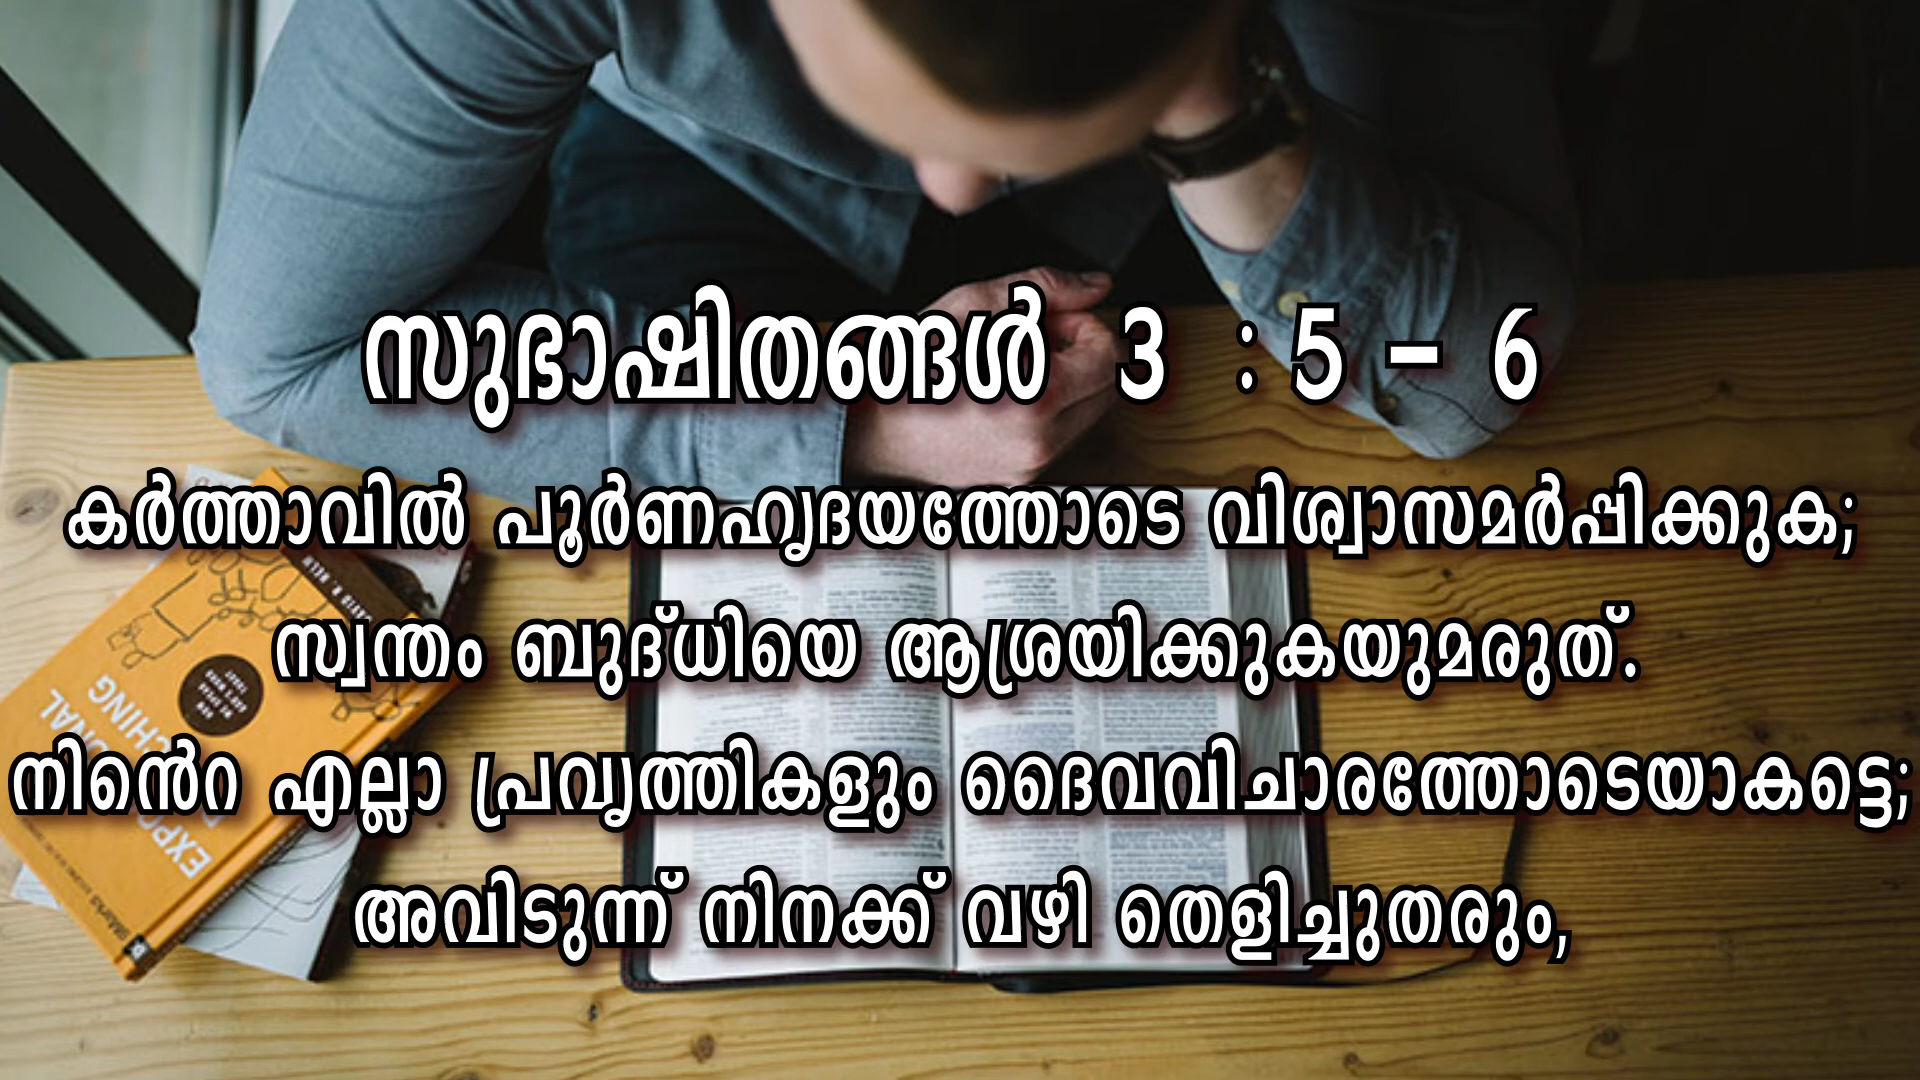 സുഭാഷിതങ്ങൾ 3 : 5 - 6
കർത്താവിൽ പൂർണഹൃദയത്തോടെ വിശ്വാസമർപ്പിക്കുക;
സ്വന്തം ബുദ്ധിയെ ആശ്രയിക്കുകയുമരുത്.
നിൻെറ എല്ലാ പ്രവൃത്തികളും ദൈവവിചാരത്തോടെയാകട്ടെ;
അവിടുന്ന് നിനക്ക് വഴി തെളിച്ചുതരും,